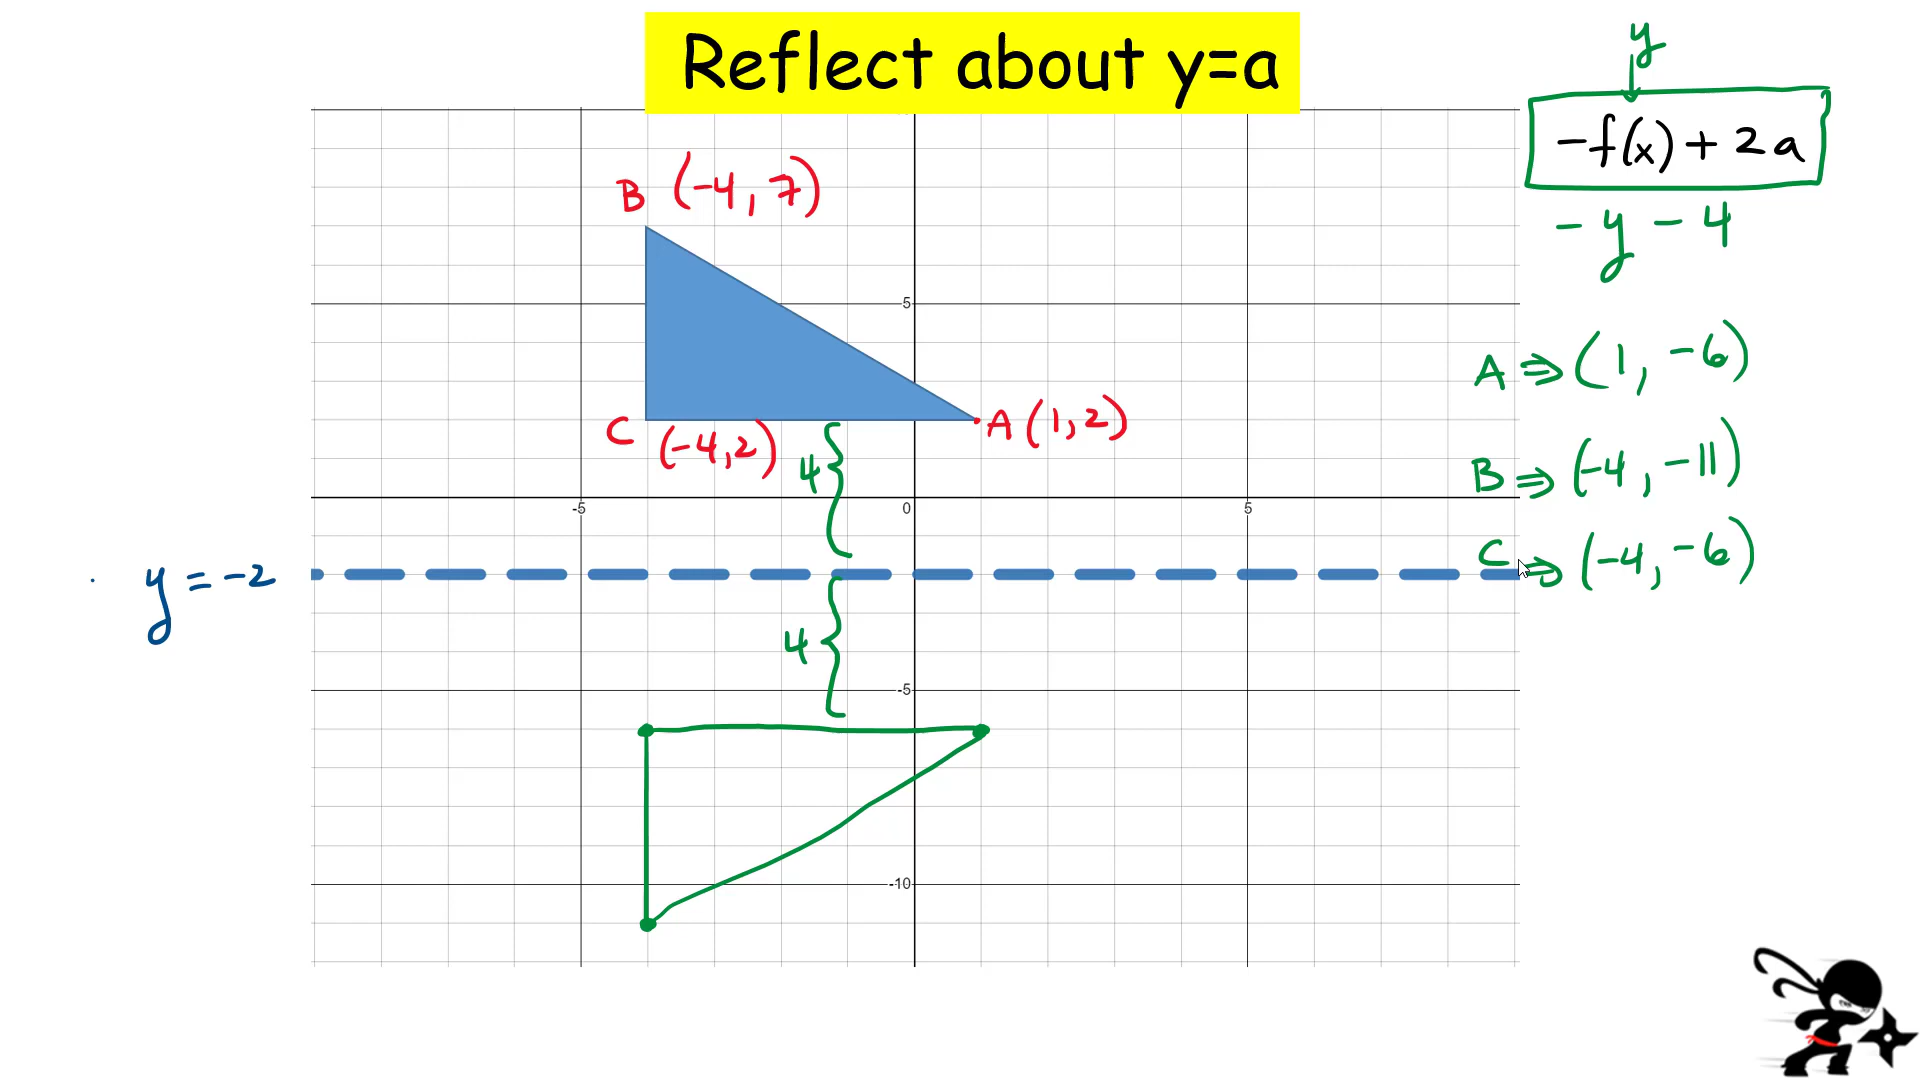 Reflect about y=a
y
-f(x) + 2a
- y - 4
B (-4, 7)
5
A ⇒ (1, -6)
C (-4,2)
A (1,2)
4
B ⇒ (-4, -11)
-5
0
5
C ⇒ (-4, -6)
y = -2
4
-5
-10